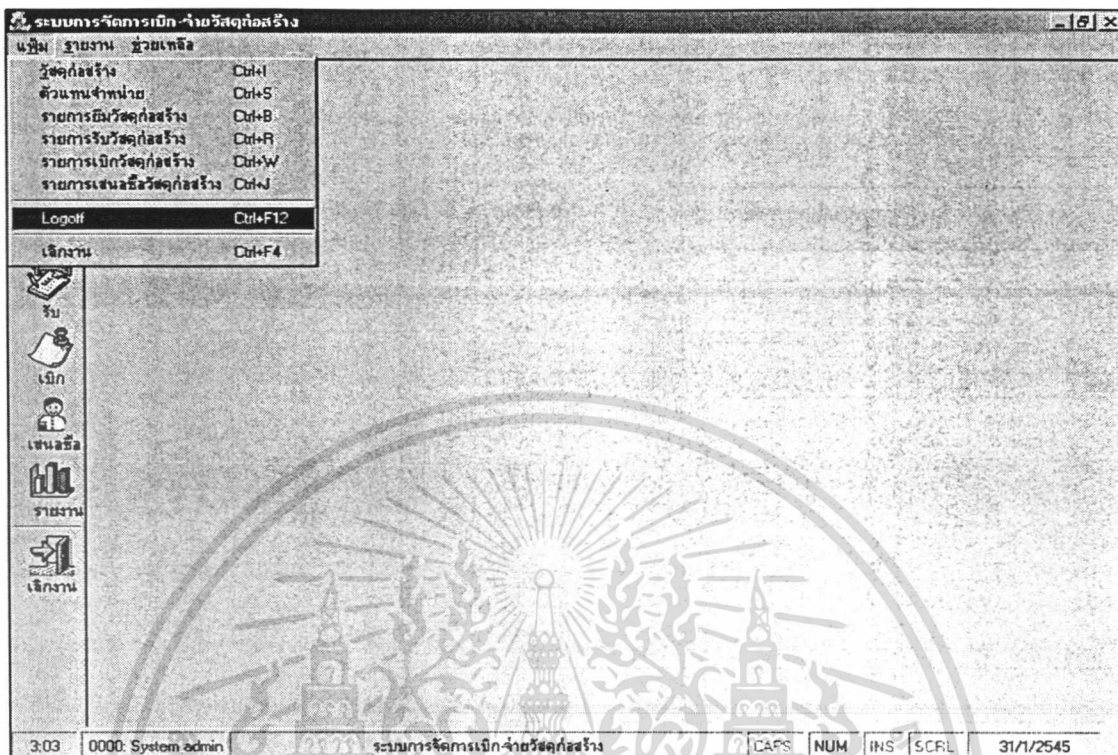 ระบบการจัดการเบิก-จ่ายวัสดุก่อสร้าง
แฟ้ม รายงาน ช่วยเหลือ
วัสดุก่อสร้าง Ctrl+I
ตัวแทนจำหน่าย Ctrl+S
รายการยืมวัสดุก่อสร้าง Ctrl+B
รายการรับวัสดุก่อสร้าง Ctrl+R
รายการเบิกวัสดุก่อสร้าง Ctrl+W
รายการเสนอซื้อวัสดุก่อสร้าง Ctrl+J
Logoff Ctrl+F12
เลิกงาน Ctrl+F4
รับ
เบิก
เสนอซื้อ
รายงาน
เลิกงาน
3:03 0000: System admin ระบบการจัดการเบิก-จ่ายวัสดุก่อสร้าง CAPS NUM INS SCRL 31/1/2545